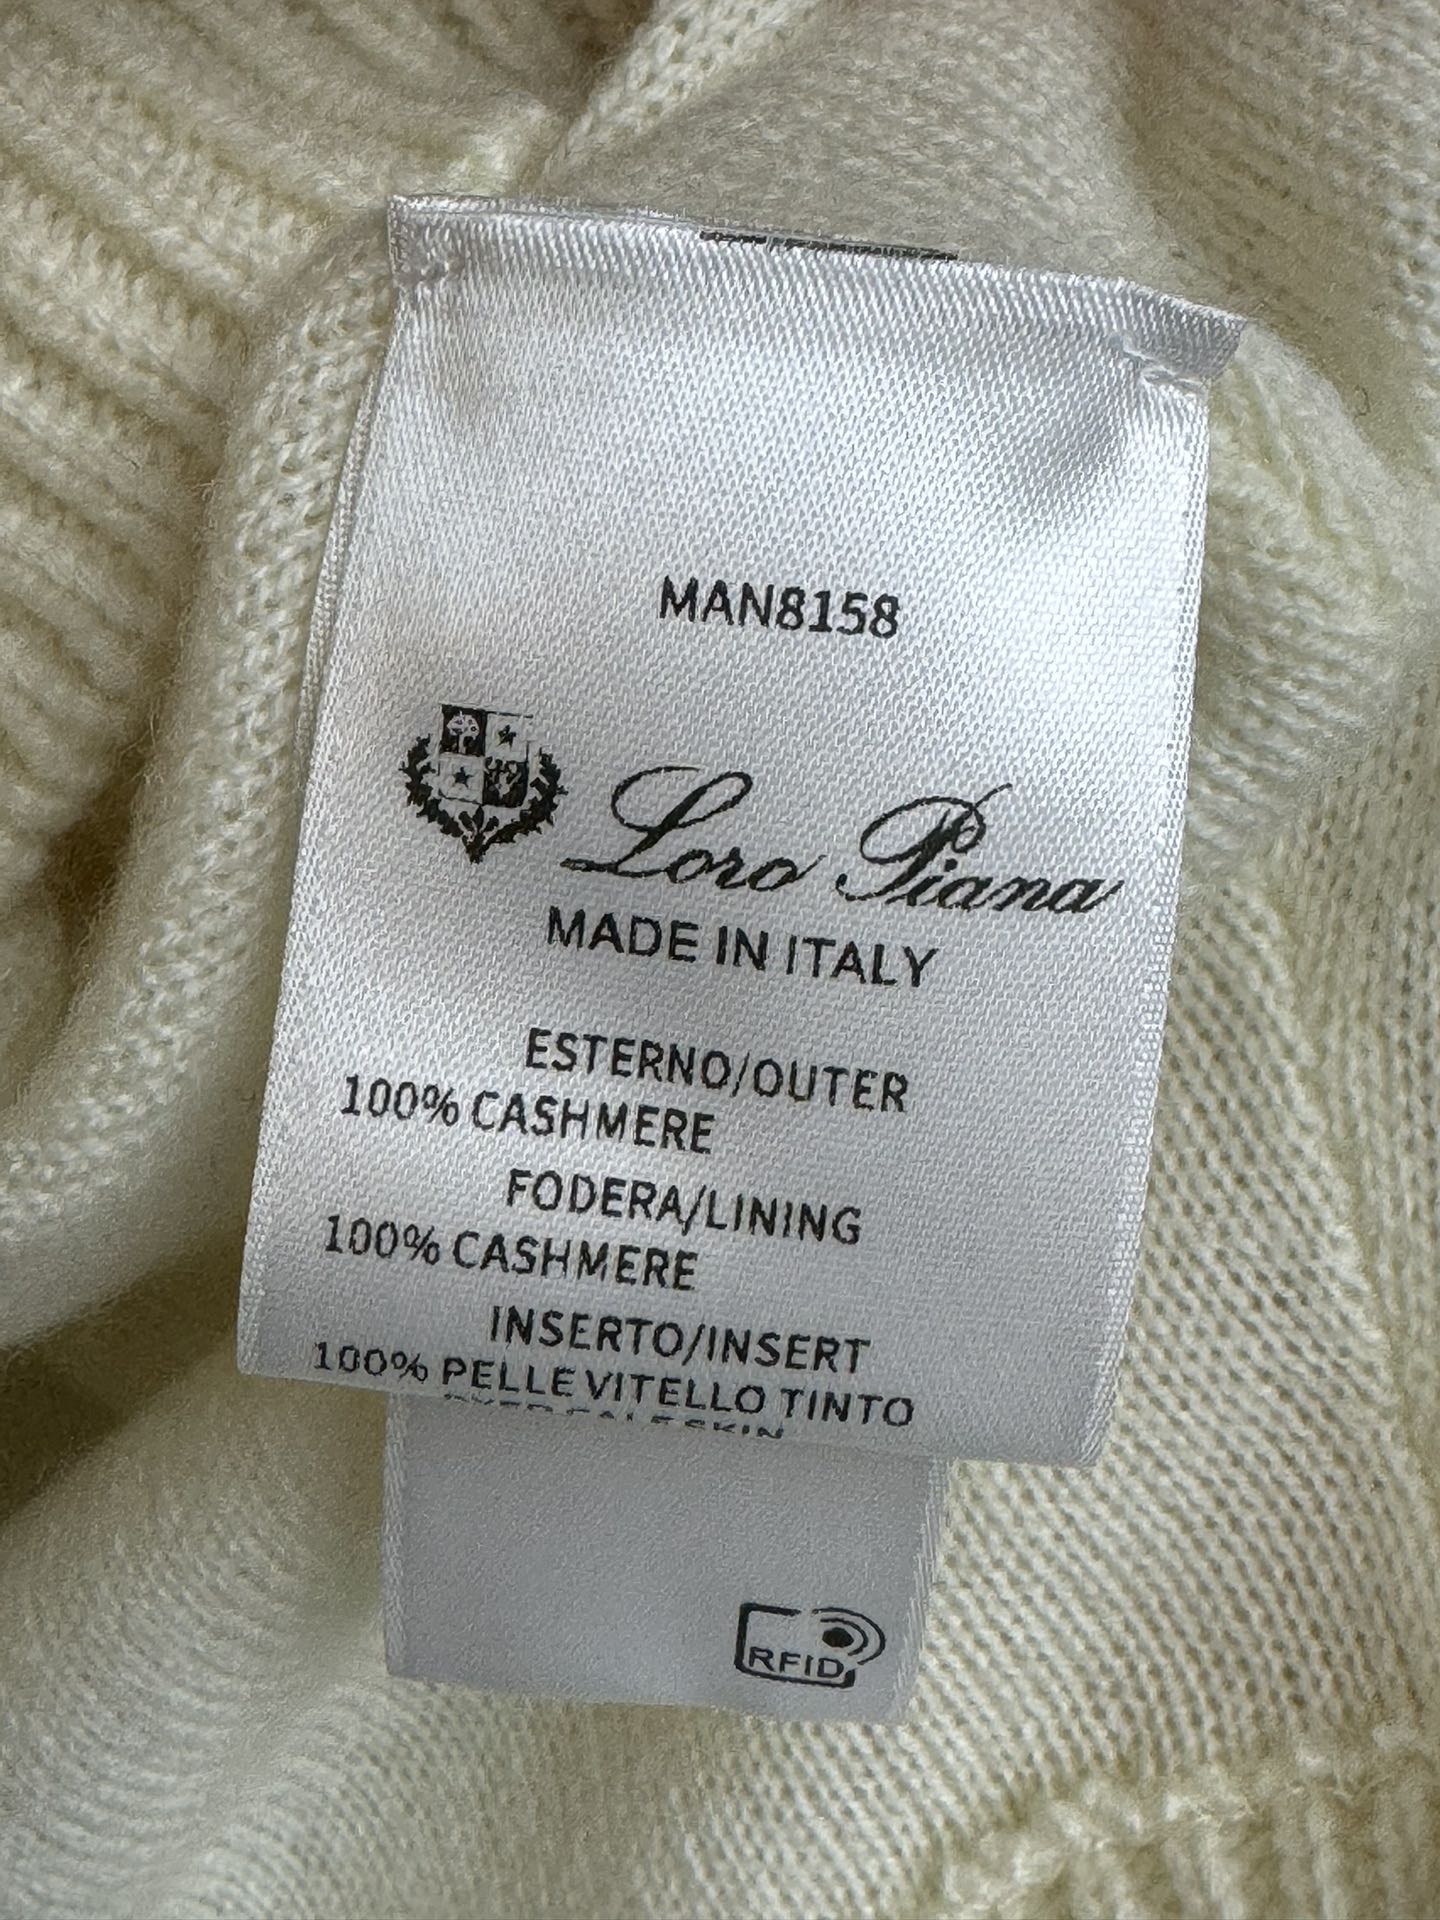 MAN8158
Loro Piana
MADE IN ITALY
ESTERNO/OUTER
100% CASHMERE
FODERA/LINING
100% CASHMERE
INSERTO/INSERT
100% PELLE VITELLO TINTO
RFID